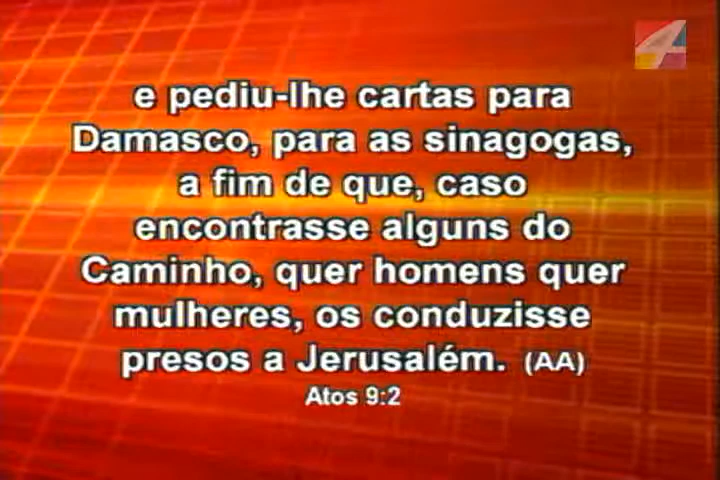 e pediu-lhe cartas para
Damasco, para as sinagogas,
a fim de que, caso
encontrasse alguns do
Caminho, quer homens quer
mulheres, os conduzisse
presos a Jerusalém. (AA)
Atos 9:2